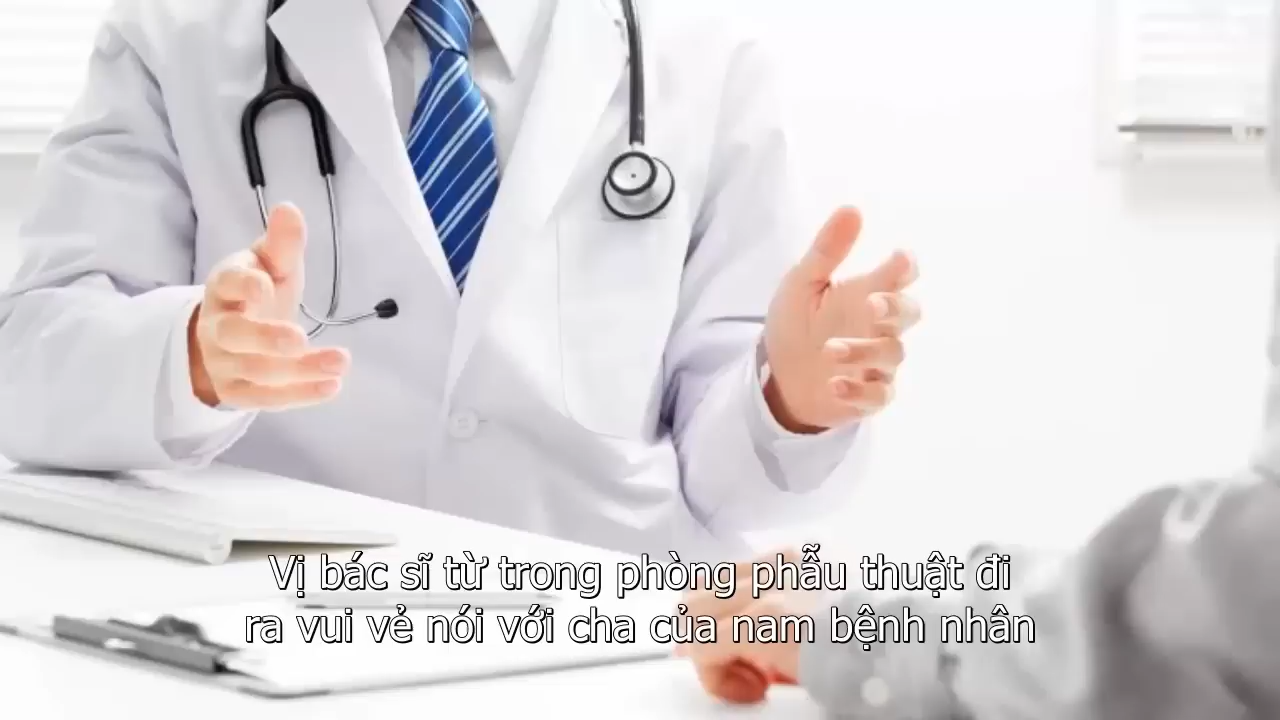 Vị bác sĩ từ trong phòng phẫu thuật đi
ra vui vẻ nói với cha của nam bệnh nhân